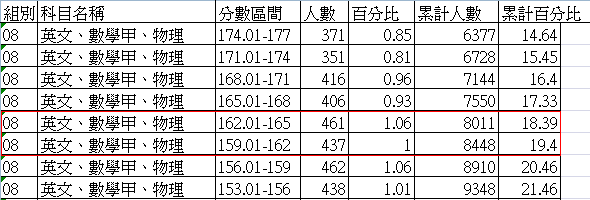 組別 科目名稱 分數區間 人數 百分比 累計人數 累計百分比
08 英文、數學甲、物理 174.01-177 371 0.85 6377 14.64
08 英文、數學甲、物理 171.01-174 351 0.81 6728 15.45
08 英文、數學甲、物理 168.01-171 416 0.96 7144 16.4
08 英文、數學甲、物理 165.01-168 406 0.93 7550 17.33
08 英文、數學甲、物理 162.01-165 461 1.06 8011 18.39
08 英文、數學甲、物理 159.01-162 437 1 8448 19.4
08 英文、數學甲、物理 156.01-159 462 1.06 8910 20.46
08 英文、數學甲、物理 153.01-156 438 1.01 9348 21.46